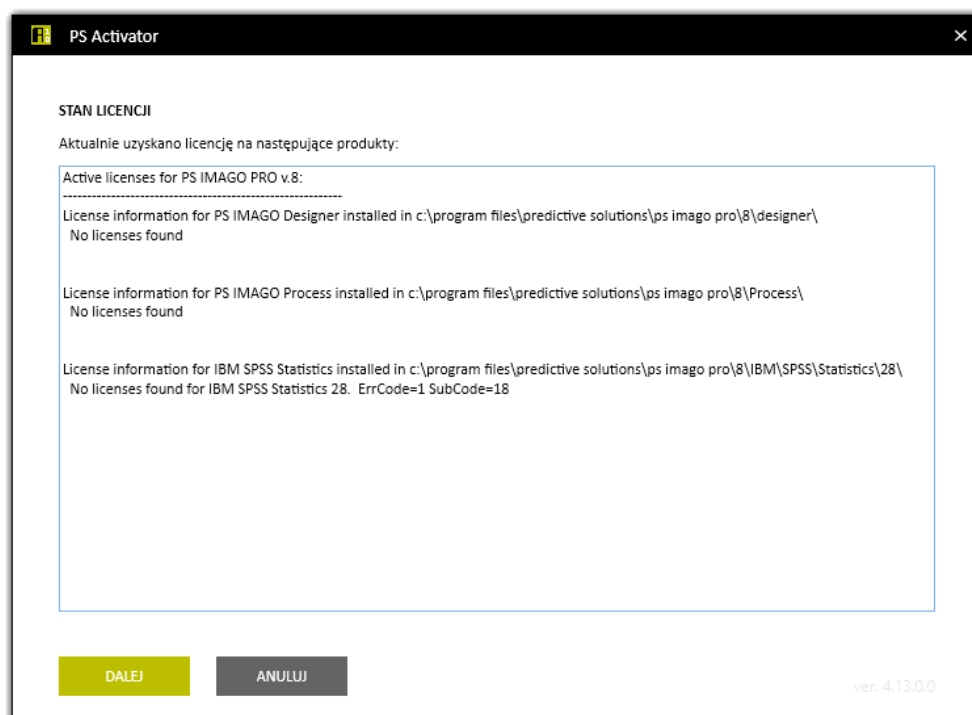 PS Activator
STAN LICENCJI
Aktualnie uzyskano licencję na następujące produkty:
Active licenses for PS IMAGO PRO v.8:
----------------------------------------------------------
License information for PS IMAGO Designer installed in c:\program files\predictive solutions\ps imago pro\8\designer\
No licenses found
License information for PS IMAGO Process installed in c:\program files\predictive solutions\ps imago pro\8\Process\
No licenses found
License information for IBM SPSS Statistics installed in c:\program files\predictive solutions\ps imago pro\8\IBM\SPSS\Statistics\28\
No licenses found for IBM SPSS Statistics 28.  ErrCode=1 SubCode=18
DALEJ
ANULUJ
ver. 4.13.0.0